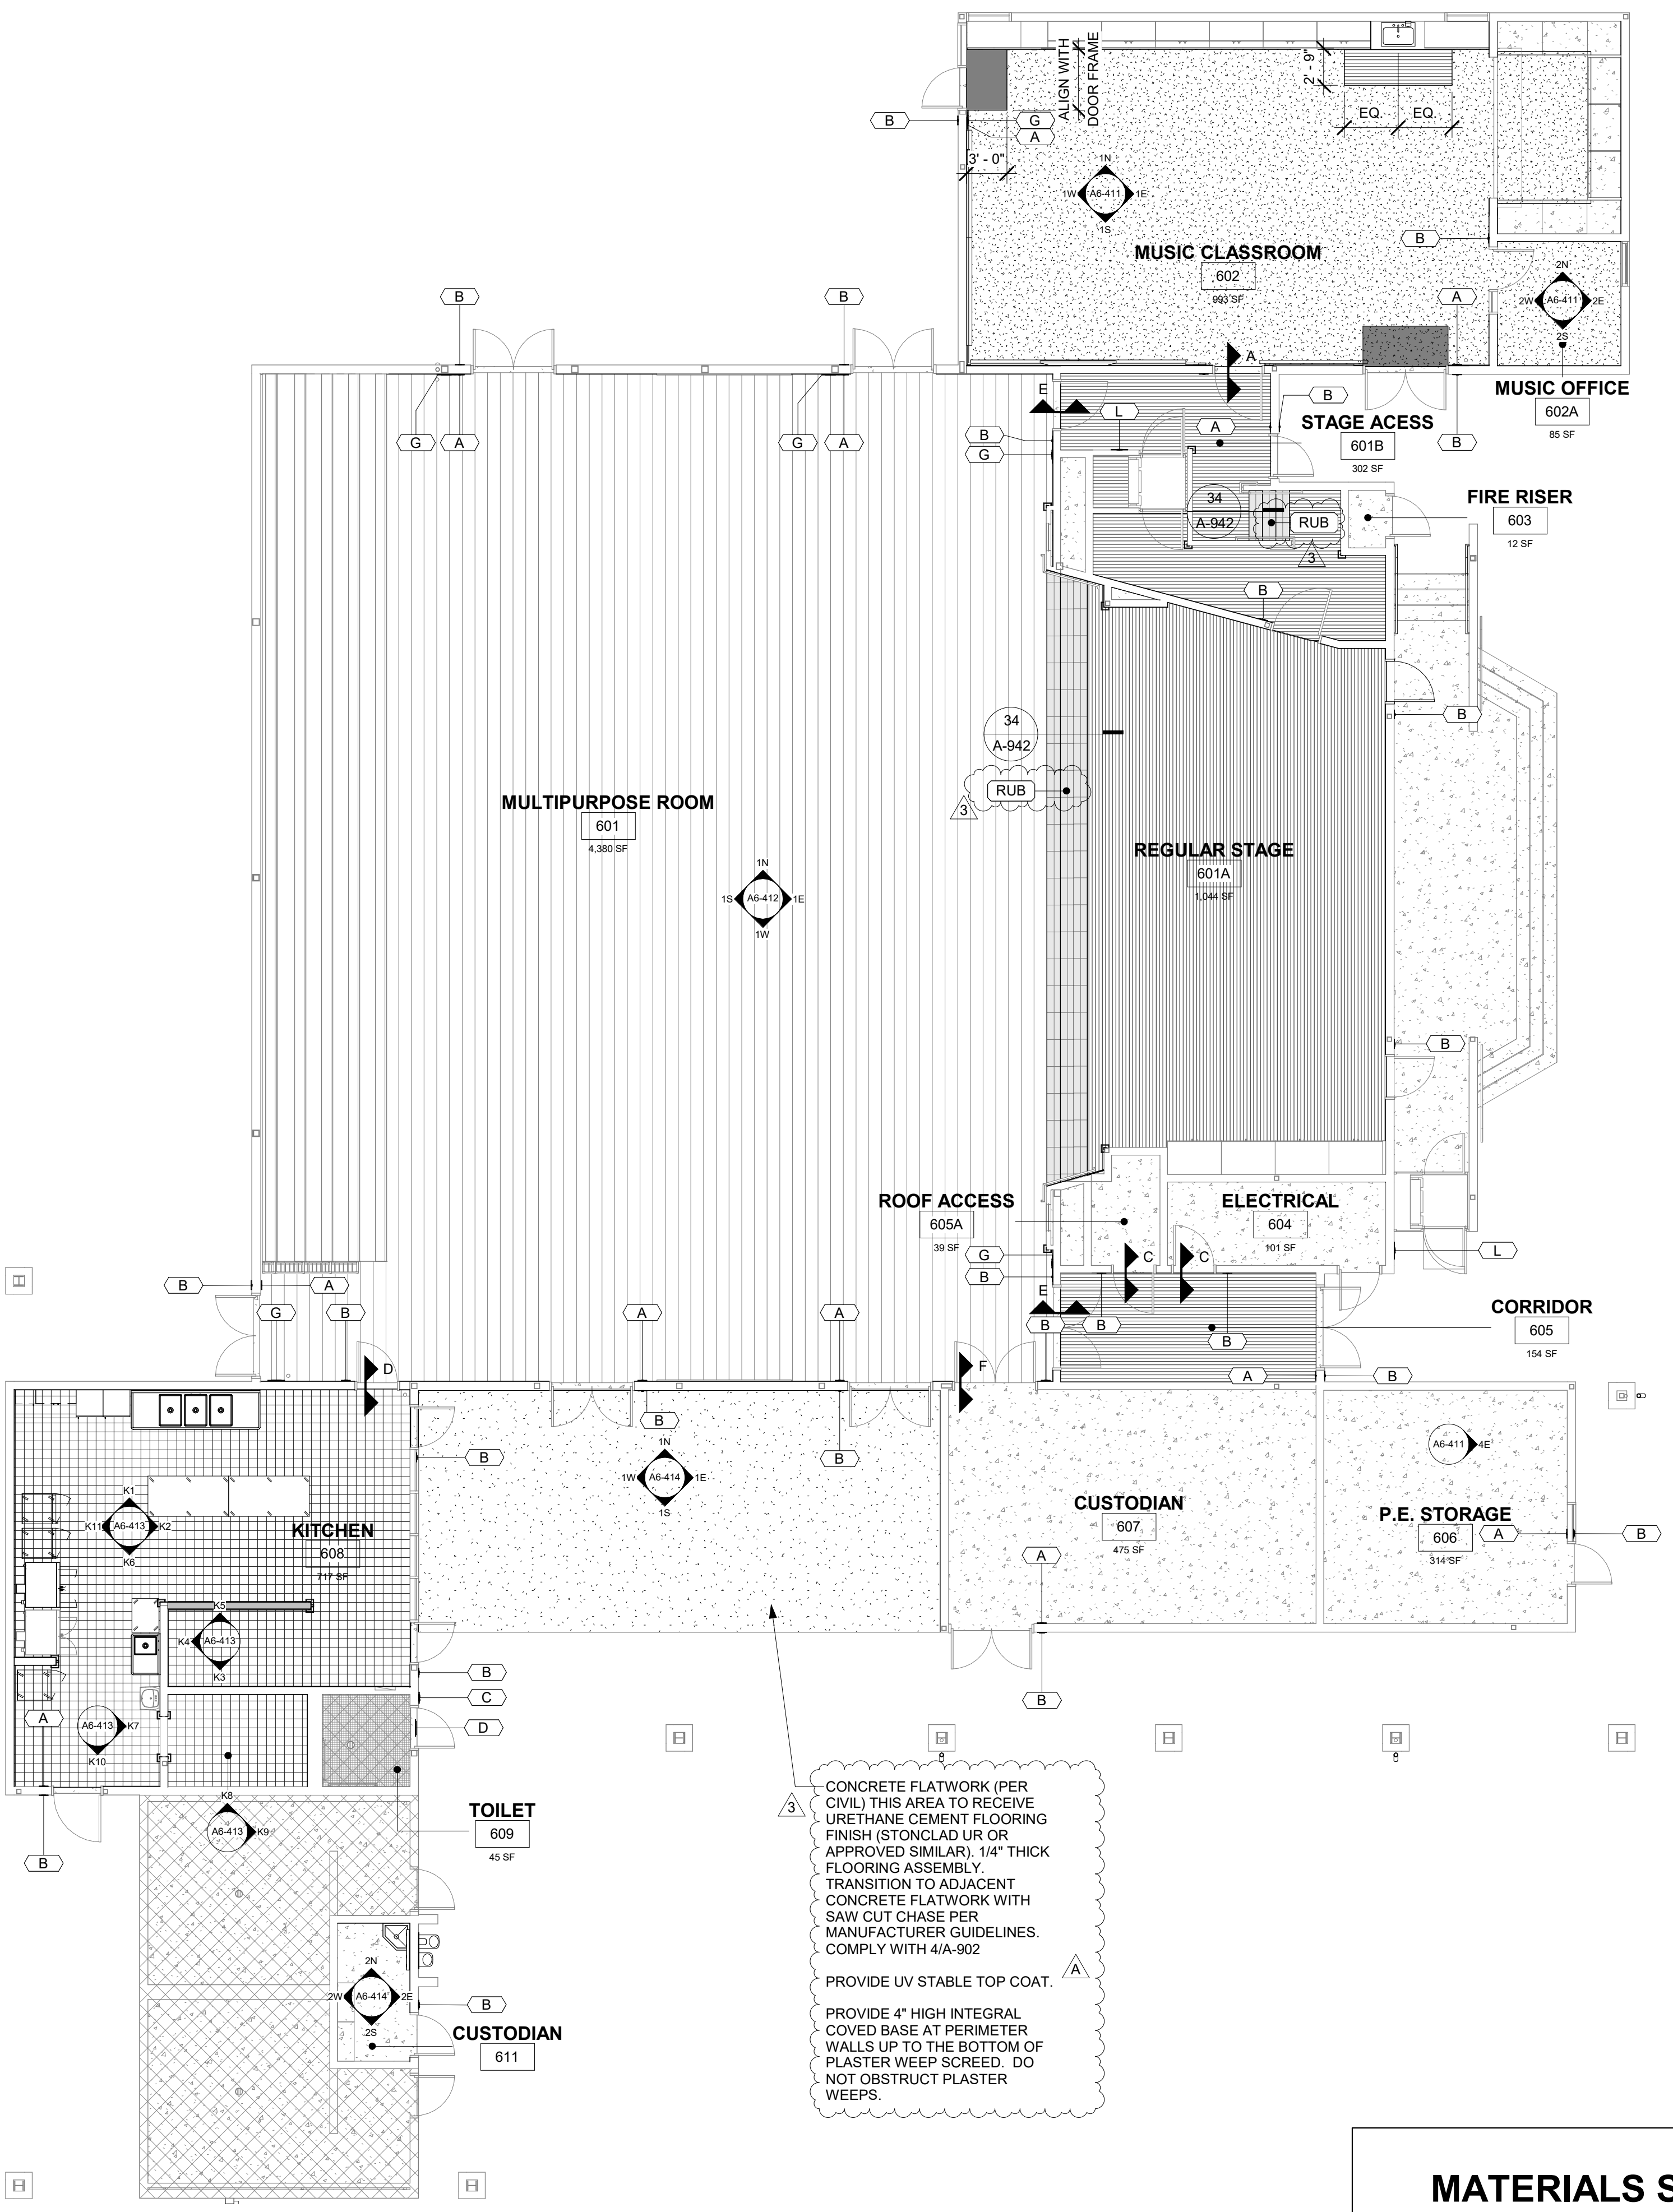 ALIGN WITH
DOOR FRAME
2' - 9"
EQ.
EQ.
B
G
A
3' - 0"
1N
1W
A6-411
1E
1S
MUSIC CLASSROOM
602
993 SF
B
2N
2W
A6-411
2E
2S
A
MUSIC OFFICE
602A
85 SF
B
B
B
G
A
G
A
A
E
L
B
G
A
B
STAGE ACESS
601B
302 SF
B
FIRE RISER
603
12 SF
34
A-942
RUB
3
B
B
34
A-942
RUB
3
MULTIPURPOSE ROOM
601
4,380 SF
1N
1S
A6-412
1E
1W
REGULAR STAGE
601A
1,044 SF
B
ROOF ACCESS
605A
39 SF
ELECTRICAL
604
101 SF
G
B
C
C
L
E
B
B
B
CORRIDOR
605
154 SF
B
A
G
B
A
A
D
F
A
B
B
B
B
1N
1W
A6-414
1E
1S
A6-411
4E
CUSTODIAN
607
475 SF
P.E. STORAGE
606
314 SF
A
B
A
B
K1
K11
A6-413
K2
K6
KITCHEN
608
717 SF
K5
K4
A6-413
K3
B
C
D
A
A6-413
K7
K10
B
K8
A6-413
K9
TOILET
609
45 SF
2N
2W
A6-414
2E
2S
B
CUSTODIAN
611
3
CONCRETE FLATWORK (PER
CIVIL) THIS AREA TO RECEIVE
URETHANE CEMENT FLOORING
FINISH (STONCLAD UR OR
APPROVED SIMILAR). 1/4" THICK
FLOORING ASSEMBLY.
TRANSITION TO ADJACENT
CONCRETE FLATWORK WITH
SAW CUT CHASE PER
MANUFACTURER GUIDELINES.
COMPLY WITH 4/A-902
A
PROVIDE UV STABLE TOP COAT.
PROVIDE 4" HIGH INTEGRAL
COVED BASE AT PERIMETER
WALLS UP TO THE BOTTOM OF
PLASTER WEEP SCREED. DO
NOT OBSTRUCT PLASTER
WEEPS.
MATERIALS S